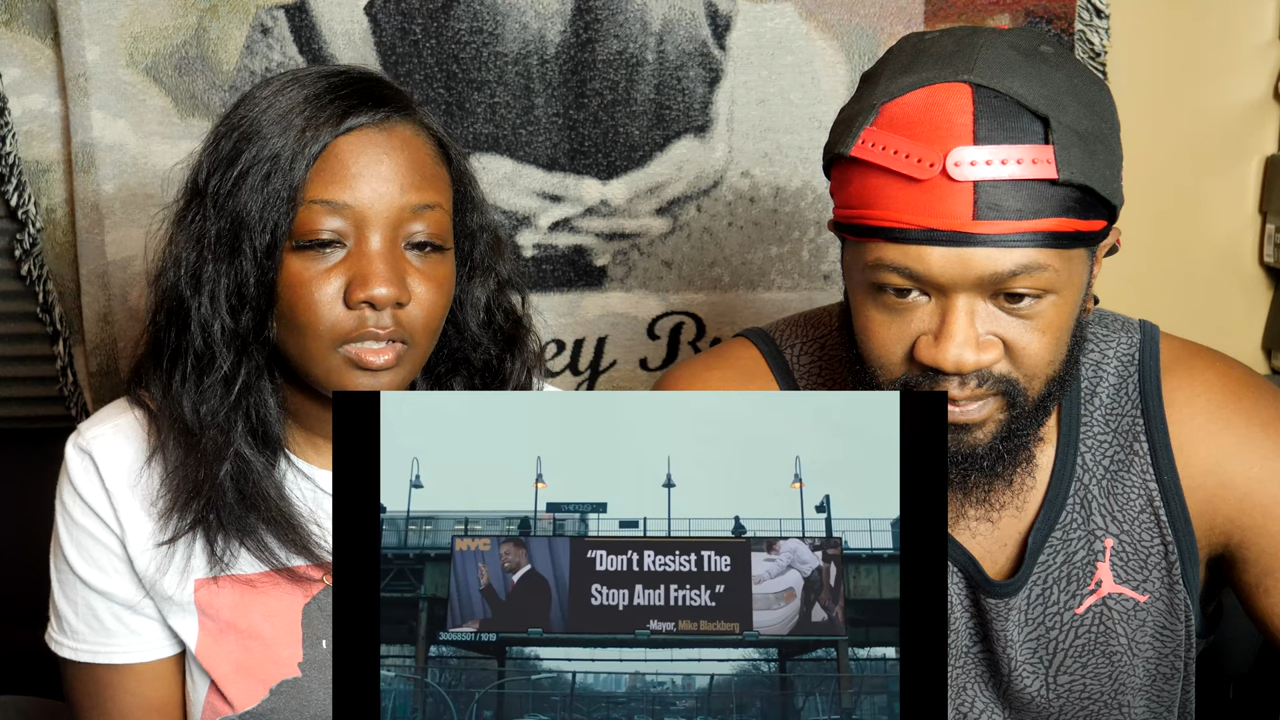 ey B
NYC
“Don’t Resist The
Stop And Frisk.”
-Mayor, Mike Blackberg
30068501 / 1019